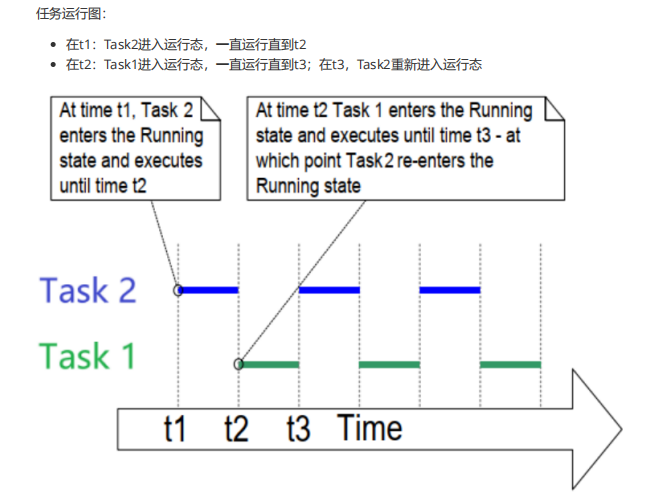 任务运行图：
在t1：Task2进入运行态，一直运行直到t2
在t2：Task1进入运行态，一直运行直到t3；在t3，Task2重新进入运行态
At time t1, Task 2
enters the Running
state and executes
until time t2
At time t2 Task 1 enters the Running
state and executes until time t3 - at
which point Task2 re-enters the
Running state
Task 2
Task 1
t1 t2 t3 Time